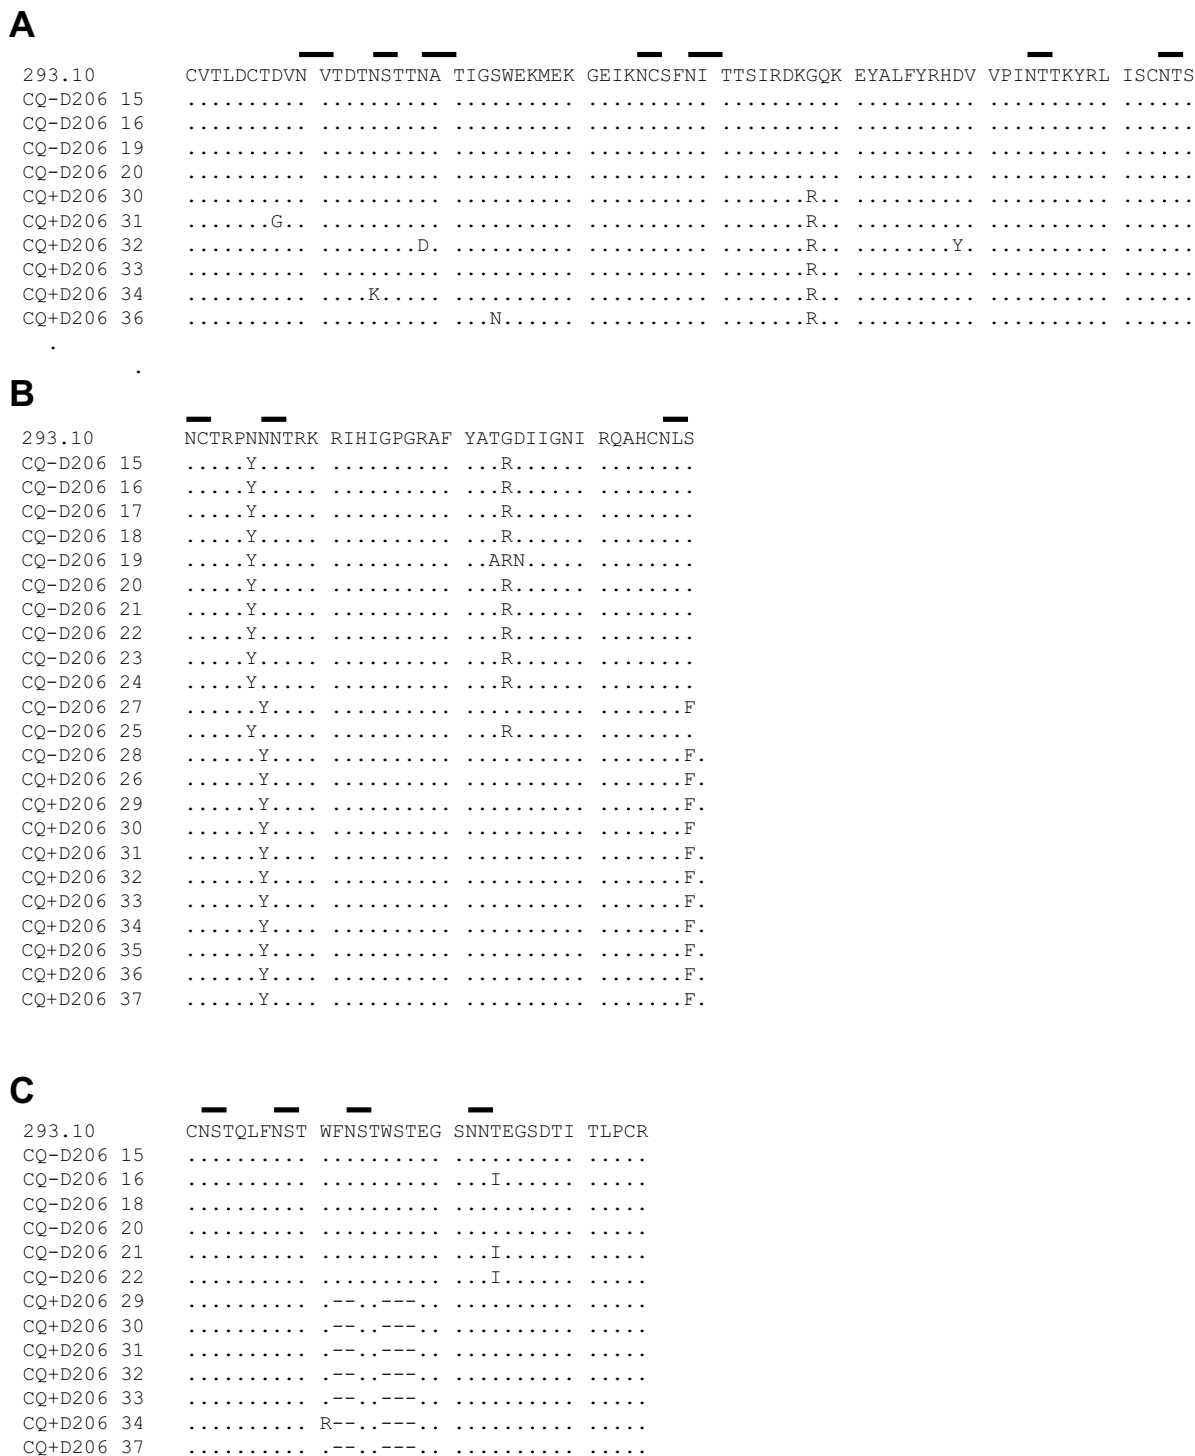 A
293.10 CVTLDCTDVN VTDTNSTTNA TIGSWEKMEK GEIKNCSFNI TTSIRDKGQK EYALFYRHDV VPINTTKYRL ISCNTS
CQ-D206 15 .......... .......... .......... .......... .......... .......... .......... ......
CQ-D206 16 .......... .......... .......... .......... .......... .......... .......... ......
CQ-D206 19 .......... .......... .......... .......... .......... .......... .......... ......
CQ-D206 20 .......... .......... .......... .......... .......... .......... .......... ......
CQ+D206 30 .......... .......... .......... .......... .......R.. .......... .......... ......
CQ+D206 31 .......G.. .......... .......... .......... .......R.. .......... .......... ......
CQ+D206 32 .......... ........D. .......... .......... .......R.. ........Y. .......... ......
CQ+D206 33 .......... .......... .......... .......... .......R.. .......... .......... ......
CQ+D206 34 .......... ....K..... .......... .......... .......R.. .......... .......... ......
CQ+D206 36 .......... .......... ...N...... .......... .......R.. .......... .......... ......
.
.
B
293.10 NCTRPNNNTRK RIHIGPGRAF YATGDIIGNI RQAHCNLS
CQ-D206 15 .....Y..... .......... ...R...... ........
CQ-D206 16 .....Y..... .......... ...R...... ........
CQ-D206 17 .....Y..... .......... ...R...... ........
CQ-D206 18 .....Y..... .......... ...R...... ........
CQ-D206 19 .....Y..... .......... ..ARN..... ........
CQ-D206 20 .....Y..... .......... ...R...... ........
CQ-D206 21 .....Y..... .......... ...R...... ........
CQ-D206 22 .....Y..... .......... ...R...... ........
CQ-D206 23 .....Y..... .......... ...R...... ........
CQ-D206 24 .....Y..... .......... ...R...... ........
CQ-D206 27 ......Y.... .......... .......... .......F
CQ-D206 25 .....Y..... .......... ...R...... ........
CQ-D206 28 ......Y.... .......... .......... .......F.
CQ+D206 26 ......Y.... .......... .......... .......F.
CQ+D206 29 ......Y.... .......... .......... .......F.
CQ+D206 30 ......Y.... .......... .......... .......F
CQ+D206 31 ......Y.... .......... .......... .......F.
CQ+D206 32 ......Y.... .......... .......... .......F.
CQ+D206 33 ......Y.... .......... .......... .......F.
CQ+D206 34 ......Y.... .......... .......... .......F.
CQ+D206 35 ......Y.... .......... .......... .......F.
CQ+D206 36 ......Y.... .......... .......... .......F.
CQ+D206 37 ......Y.... .......... .......... .......F.
C
293.10 CNSTQLFNST WFNSTWSTEG SNNTEGSDTI TLPCR
CQ-D206 15 .......... .......... .......... .....
CQ-D206 16 .......... .......... ...I...... .....
CQ-D206 18 .......... .......... .......... .....
CQ-D206 20 .......... .......... .......... .....
CQ-D206 21 .......... .......... ...I...... .....
CQ-D206 22 .......... .......... ...I...... .....
CQ+D206 29 .......... .--..---.. .......... .....
CQ+D206 30 .......... .--..---.. .......... .....
CQ+D206 31 .......... .--..---.. .......... .....
CQ+D206 32 .......... .--..---.. .......... .....
CQ+D206 33 .......... .--..---.. .......... .....
CQ+D206 34 .......... R--..---.. .......... .....
CQ+D206 37 .......... .--..---.. .......... .....